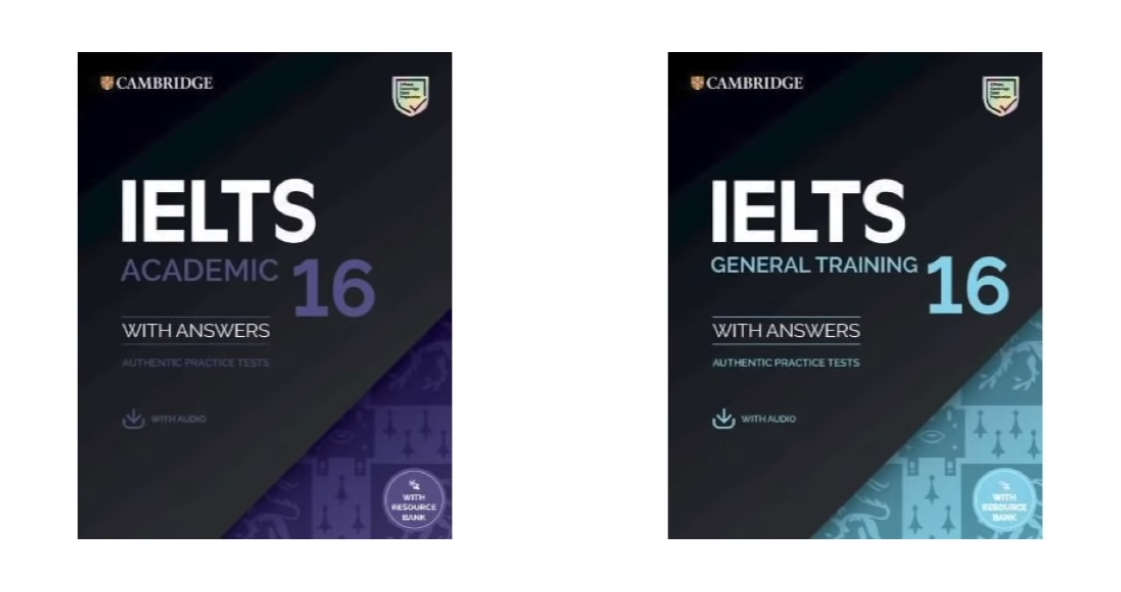 CAMBRIDGE
IELTS
ACADEMIC 16
WITH ANSWERS
AUTHENTIC PRACTICE TESTS
WITH AUDIO
WITH
RESOURCE
BANK
CAMBRIDGE
IELTS
GENERAL TRAINING 16
WITH ANSWERS
AUTHENTIC PRACTICE TESTS
WITH AUDIO
WITH
RESOURCE
BANK